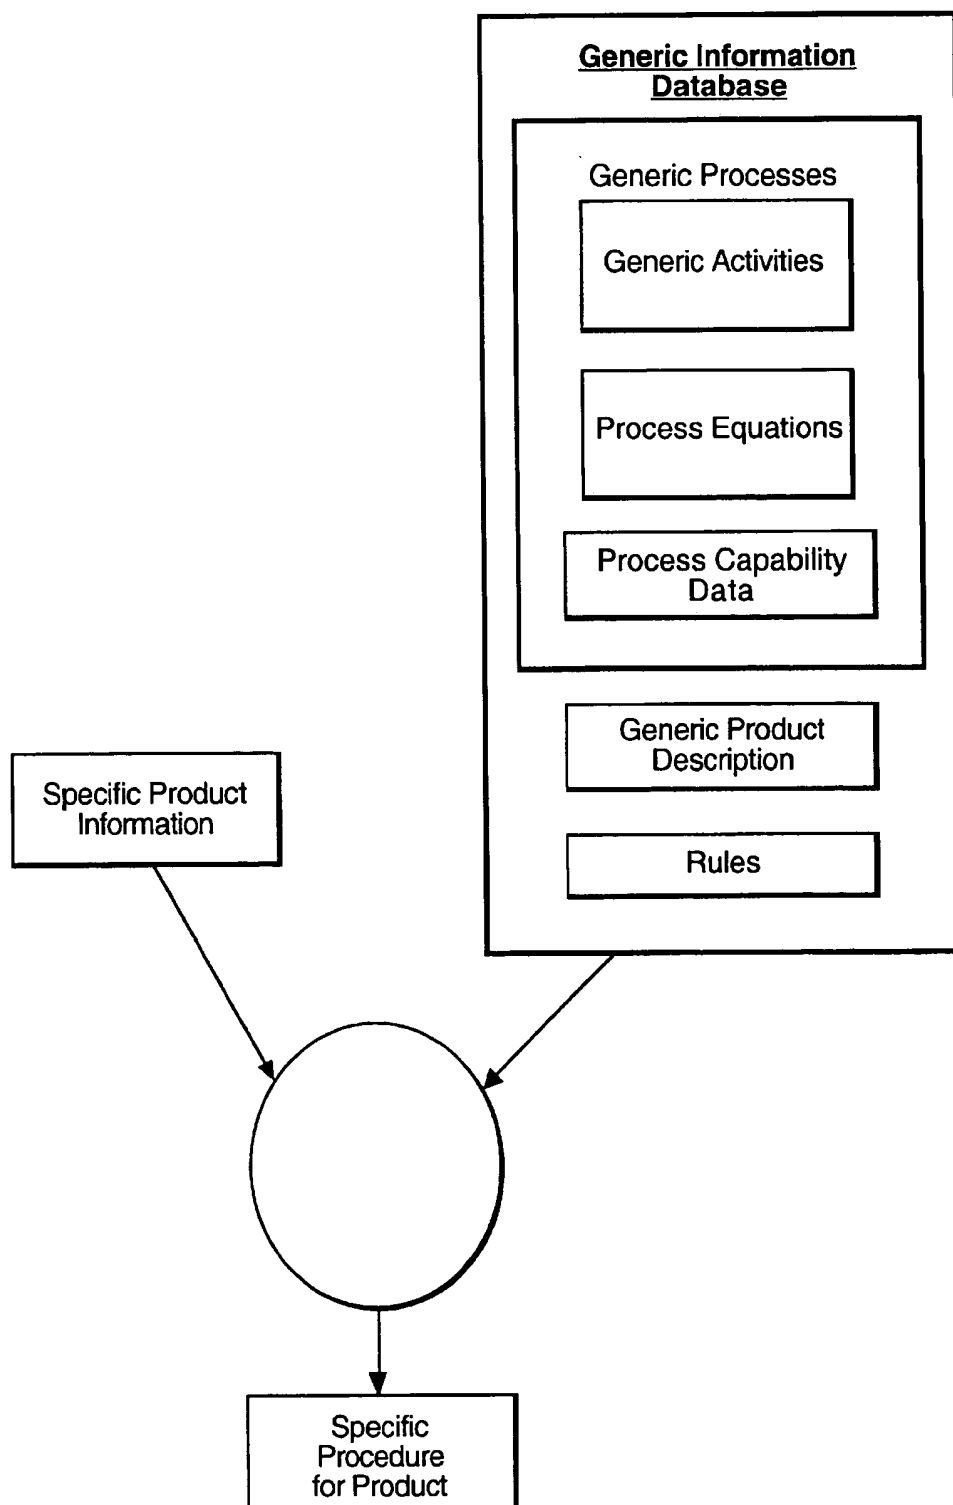 Generic Information
Database
Generic Processes
Generic Activities
Process Equations
Process Capability
Data
Generic Product
Description
Rules
Specific Product
Information
Specific
Procedure
for Product